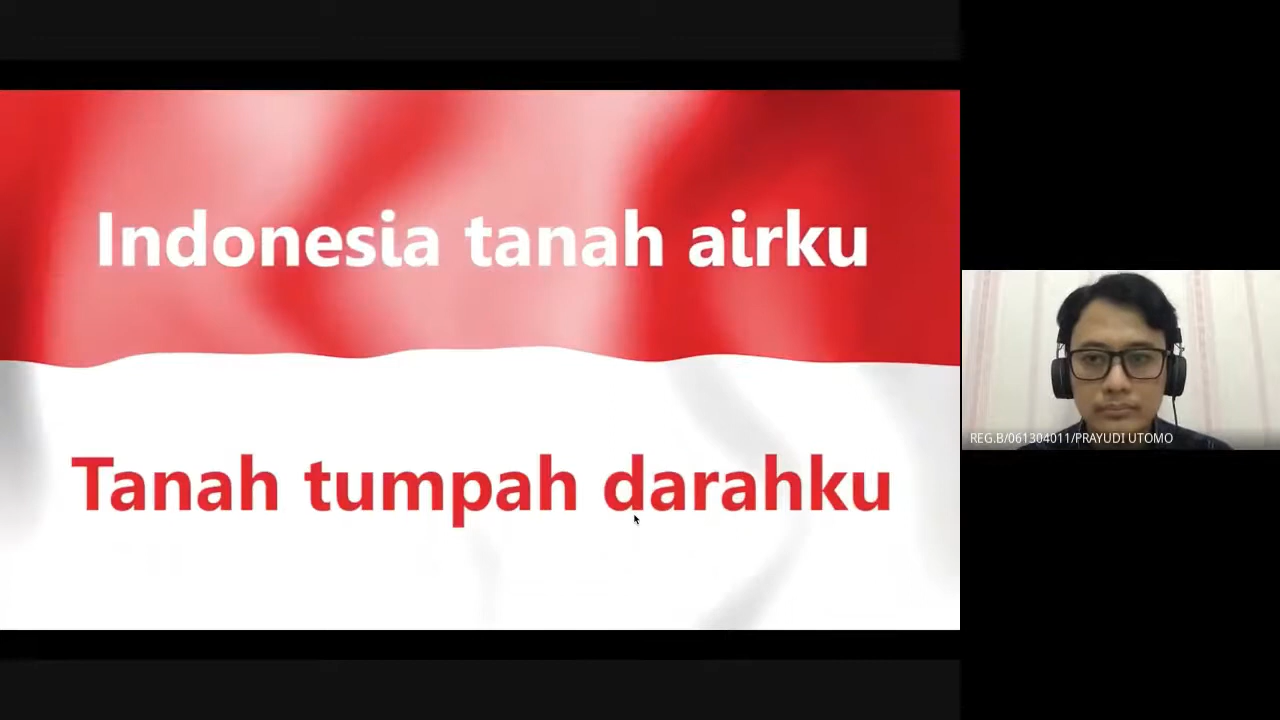 Indonesia tanah airku
Tanah tumpah darahku
REG.B/061304011/PRAYUDI UTOMO